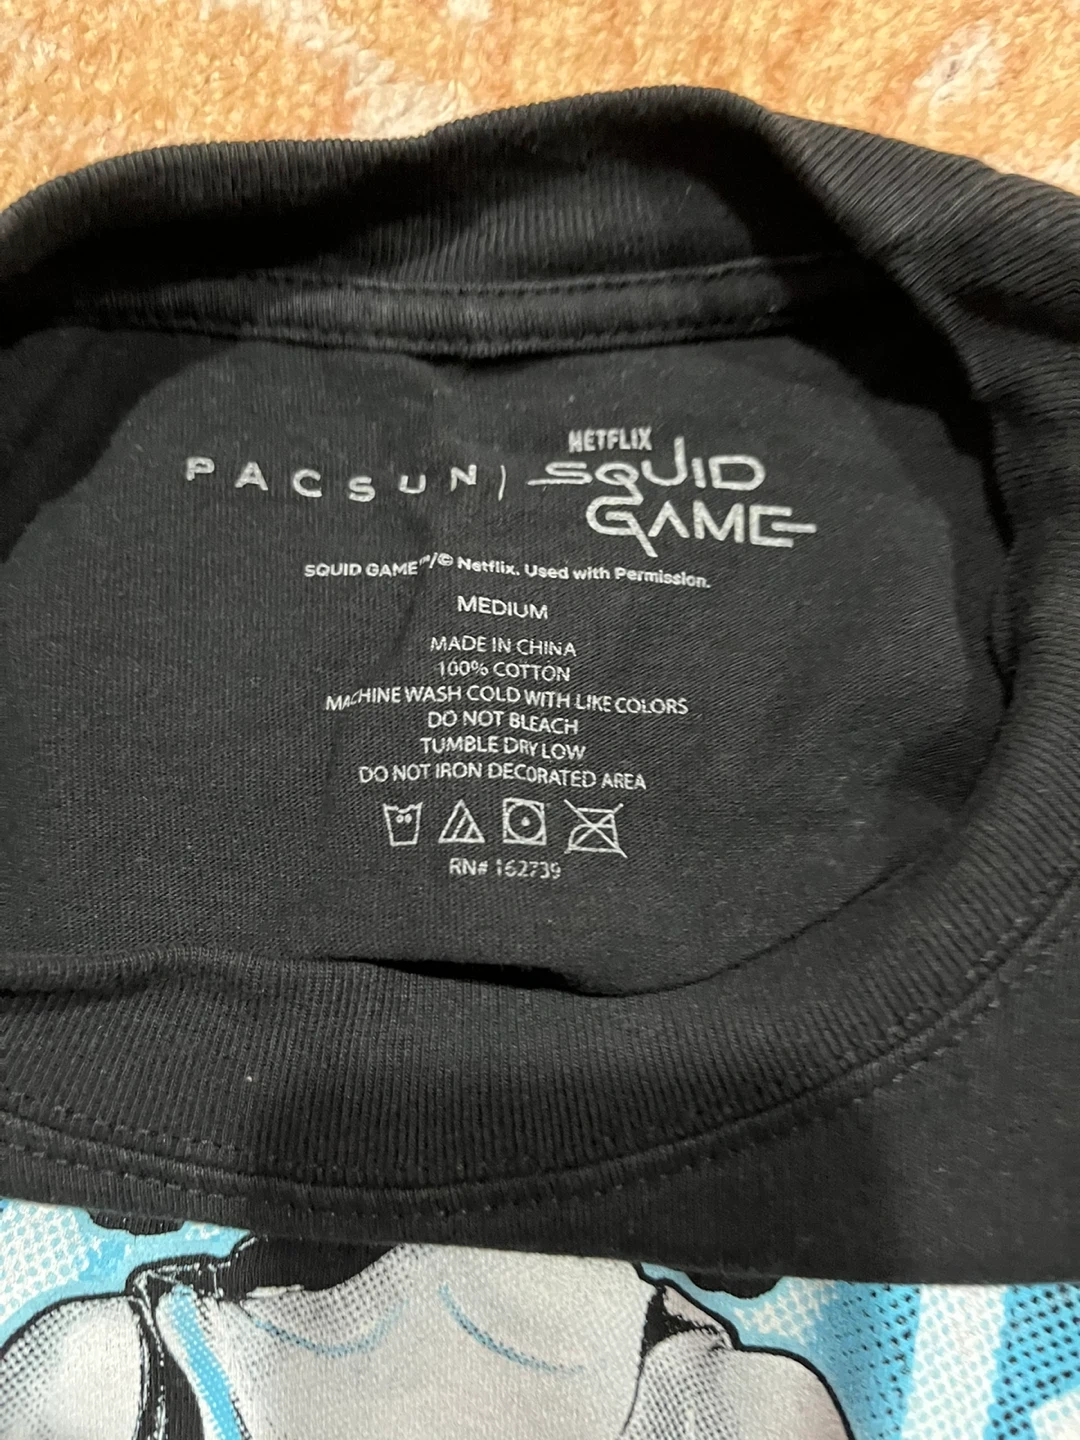 PACSUN | NETFLIX
SQUID
GAME
SQUID GAME™/© Netflix. Used with Permission.
MEDIUM
MADE IN CHINA
100% COTTON
MACHINE WASH COLD WITH LIKE COLORS
DO NOT BLEACH
TUMBLE DRY LOW
DO NOT IRON DECORATED AREA
RN# 162739